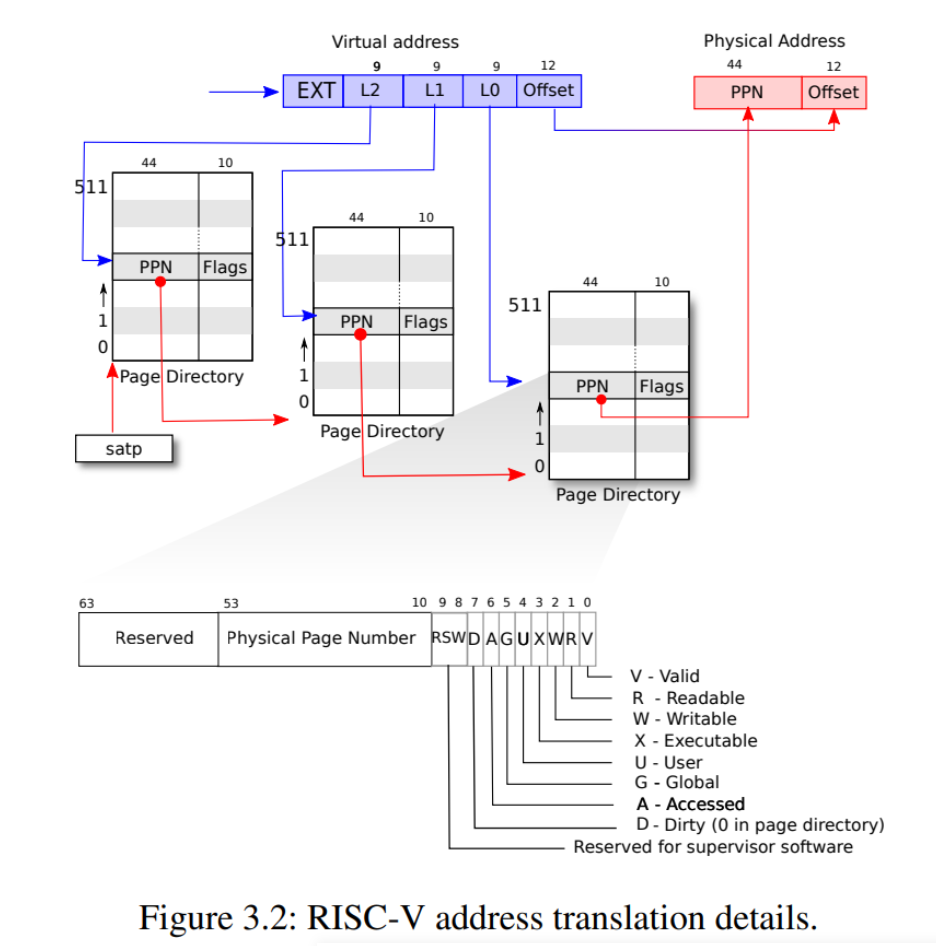 Virtual address
Physical Address
9 9 9 12
44 12
EXT L2 L1 L0 Offset
PPN Offset
44 10
511
PPN Flags
1
0
Page Directory
satp
44 10
511
PPN Flags
1
0
Page Directory
44 10
511
PPN Flags
1
0
Page Directory
63 53 10 9 8 7 6 5 4 3 2 1 0
Reserved Physical Page Number RSW D A G U X W R V
V - Valid
R - Readable
W - Writable
X - Executable
U - User
G - Global
A - Accessed
D - Dirty (0 in page directory)
Reserved for supervisor software
Figure 3.2: RISC-V address translation details.